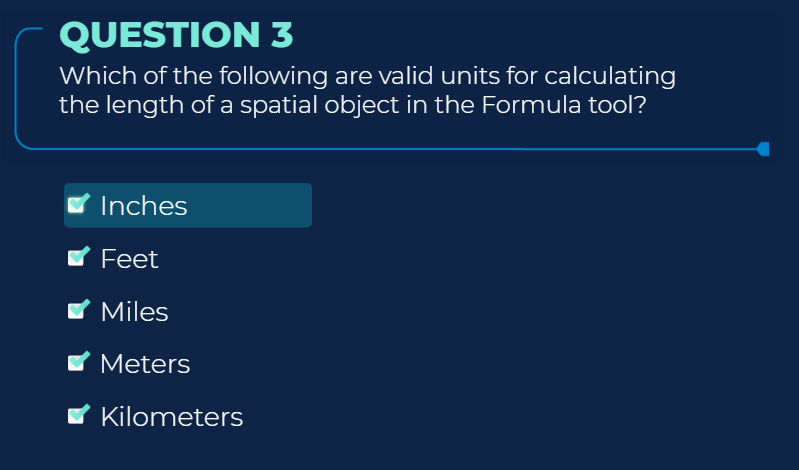 QUESTION 3
Which of the following are valid units for calculating
the length of a spatial object in the Formula tool?
Inches
Feet
Miles
Meters
Kilometers